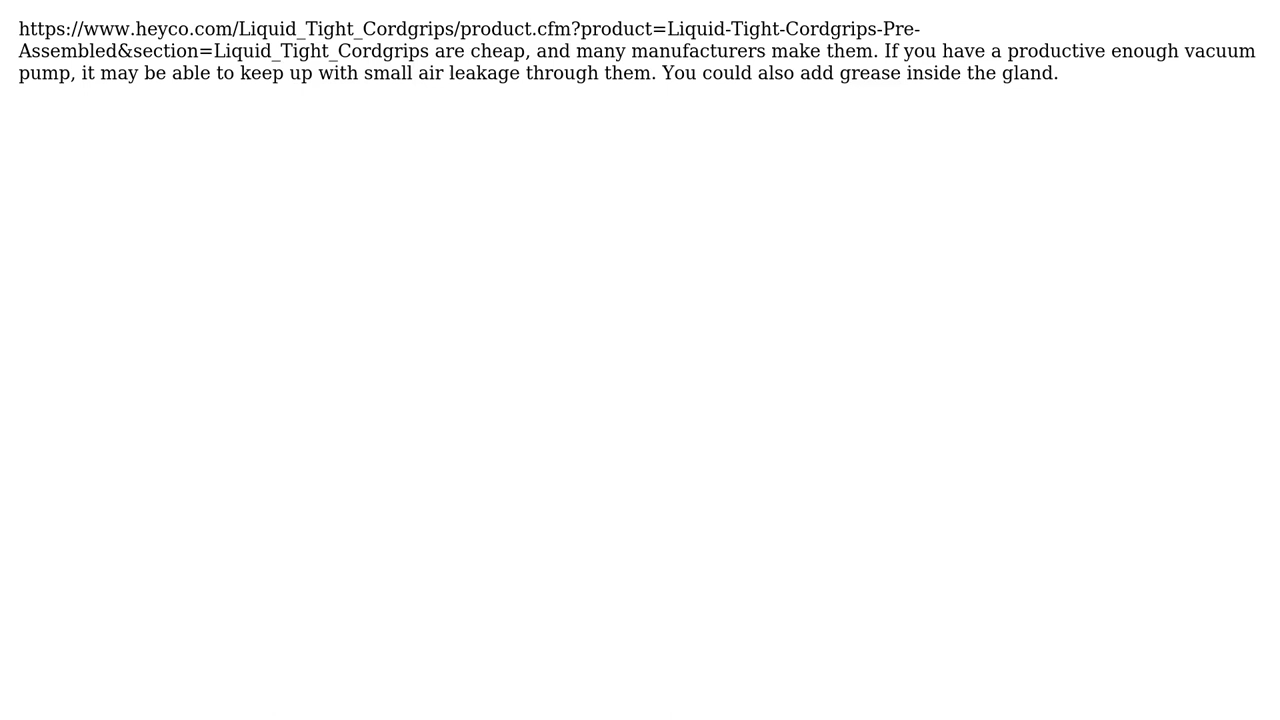 https://www.heyco.com/Liquid_Tight_Cordgrips/product.cfm?product=Liquid-Tight-Cordgrips-Pre-
Assembled&section=Liquid_Tight_Cordgrips are cheap, and many manufacturers make them. If you have a productive enough vacuum
pump, it may be able to keep up with small air leakage through them. You could also add grease inside the gland.